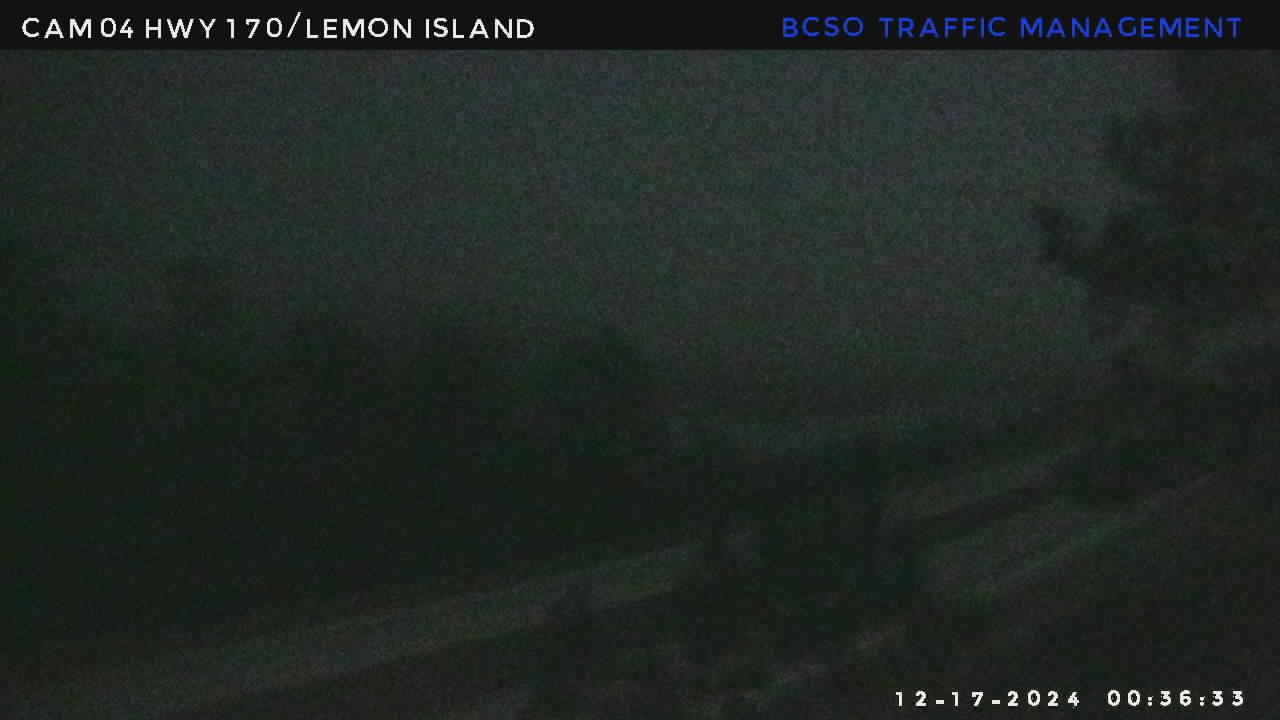 CAM04 HWY 170/LEMON ISLAND
BCSO TRAFFIC MANAGEMENT
12-17-2024 00:36:33